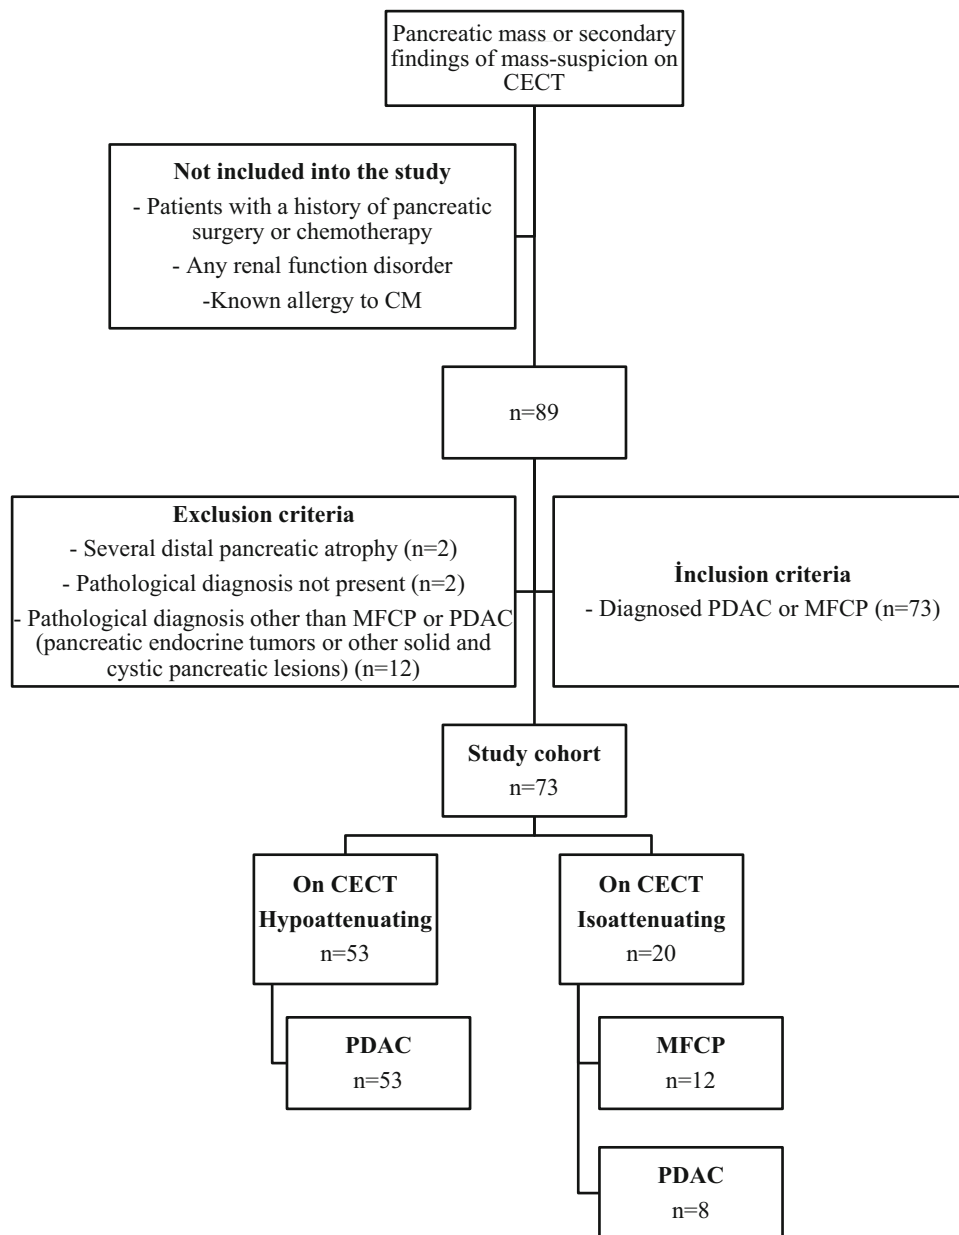 Pancreatic mass or secondary
findings of mass-suspicion on
CECT
Not included into the study
- Patients with a history of pancreatic
surgery or chemotherapy
- Any renal function disorder
-Known allergy to CM
n=89
Exclusion criteria
- Several distal pancreatic atrophy (n=2)
- Pathological diagnosis not present (n=2)
- Pathological diagnosis other than MFCP or PDAC
(pancreatic endocrine tumors or other solid and
cystic pancreatic lesions) (n=12)
İnclusion criteria
- Diagnosed PDAC or MFCP (n=73)
Study cohort
n=73
On CECT
Hypoattenuating
n=53
On CECT
Isoattenuating
n=20
PDAC
n=53
MFCP
n=12
PDAC
n=8